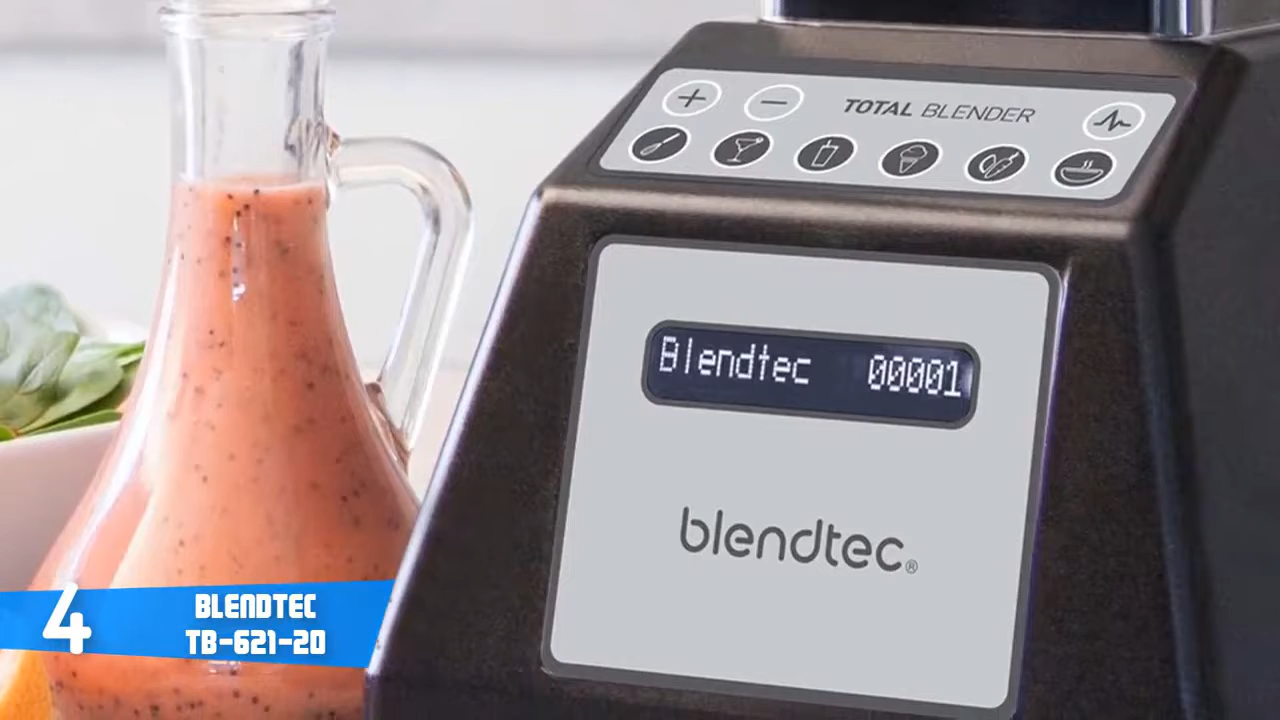 TOTAL BLENDER
Blendtec 00001
blendtec®
4
BLENDTEC
TB-621-20